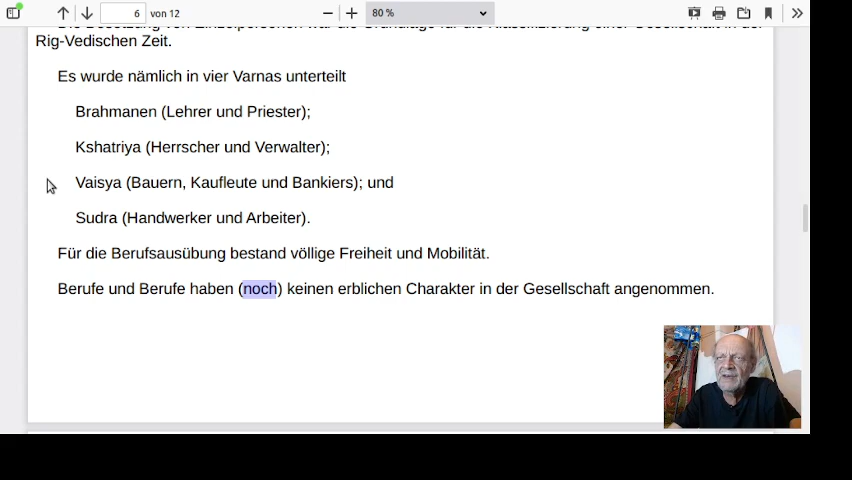 6 von 12 80 %
Rig-Vedischen Zeit.
Es wurde nämlich in vier Varnas unterteilt
Brahmanen (Lehrer und Priester);
Kshatriya (Herrscher und Verwalter);
Vaisya (Bauern, Kaufleute und Bankiers); und
Sudra (Handwerker und Arbeiter).
Für die Berufsausübung bestand völlige Freiheit und Mobilität.
Berufe und Berufe haben (noch) keinen erblichen Charakter in der Gesellschaft angenommen.